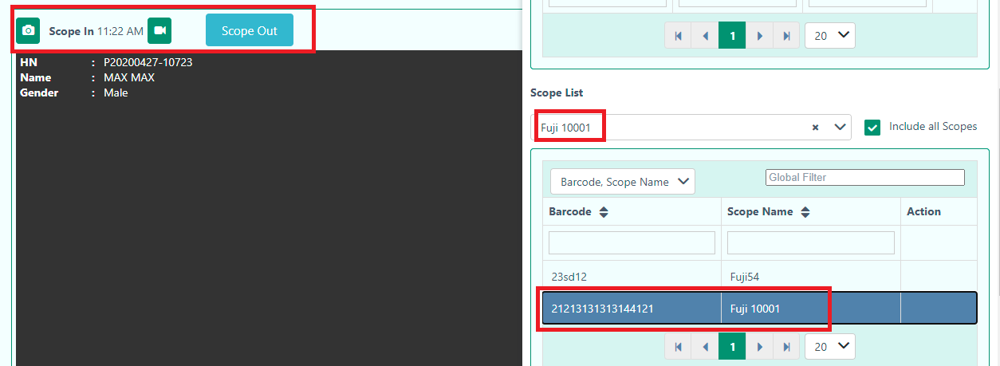 Scope In 11:22 AM
Scope Out
HN : P20200427-10723
Name : MAX MAX
Gender : Male
1
20
Scope List
Fuji 10001
Include all Scopes
Barcode, Scope Name
Global Filter
Barcode Scope Name Action
23sd12 Fuji54
21213131313144121 Fuji 10001
1
20